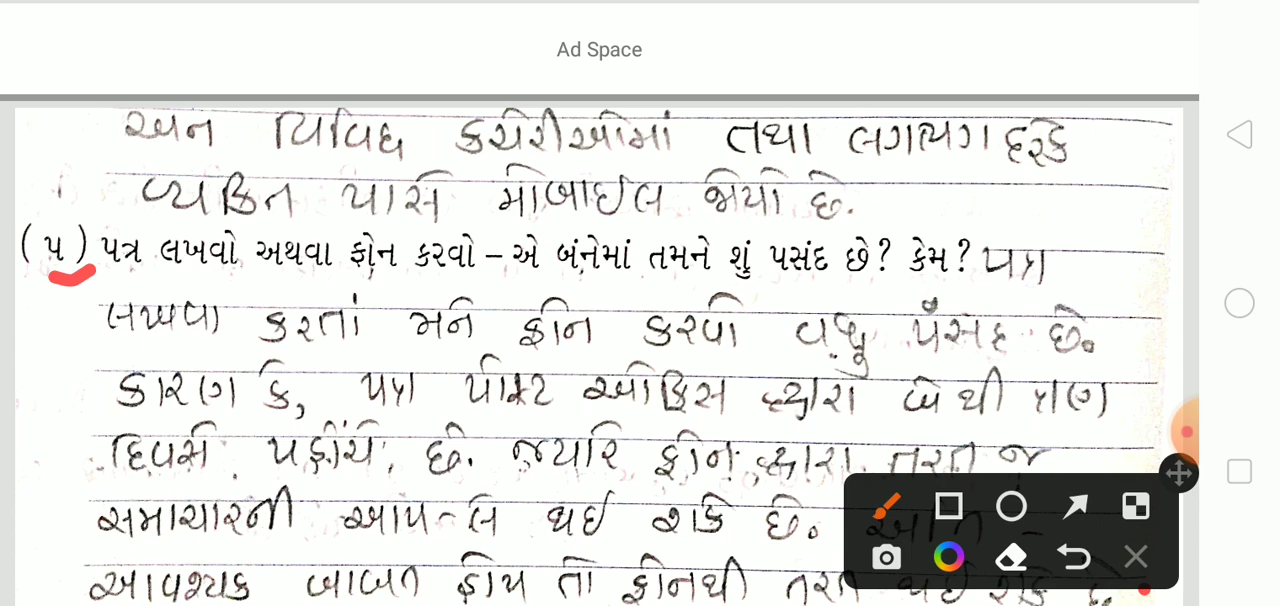 Ad Space
અને વિવિધ કચેરીઓમાં તથા લગભગ દરેક
વ્યક્તિ પાસે મોબાઈલ જોયો છે.
(૫) પત્ર લખવો અથવા ફોન કરવો – એ બંનેમાં તમને શું પસંદ છે? કેમ? પત્ર
લખવા કરતાં મને ફોન કરવો વધુ પસંદ છે.
કારણ કે, પત્ર પોસ્ટ ઓફિસ દ્વારા બે થી ત્રણ
દિવસે પહોંચે છે. જ્યારે ફોન દ્વારા તરત જ
સમાચારની આપ-લે થઈ શકે છે.
આવશ્યક બાબત હોય તો ફોનથી તરત થઈ શકે છે.